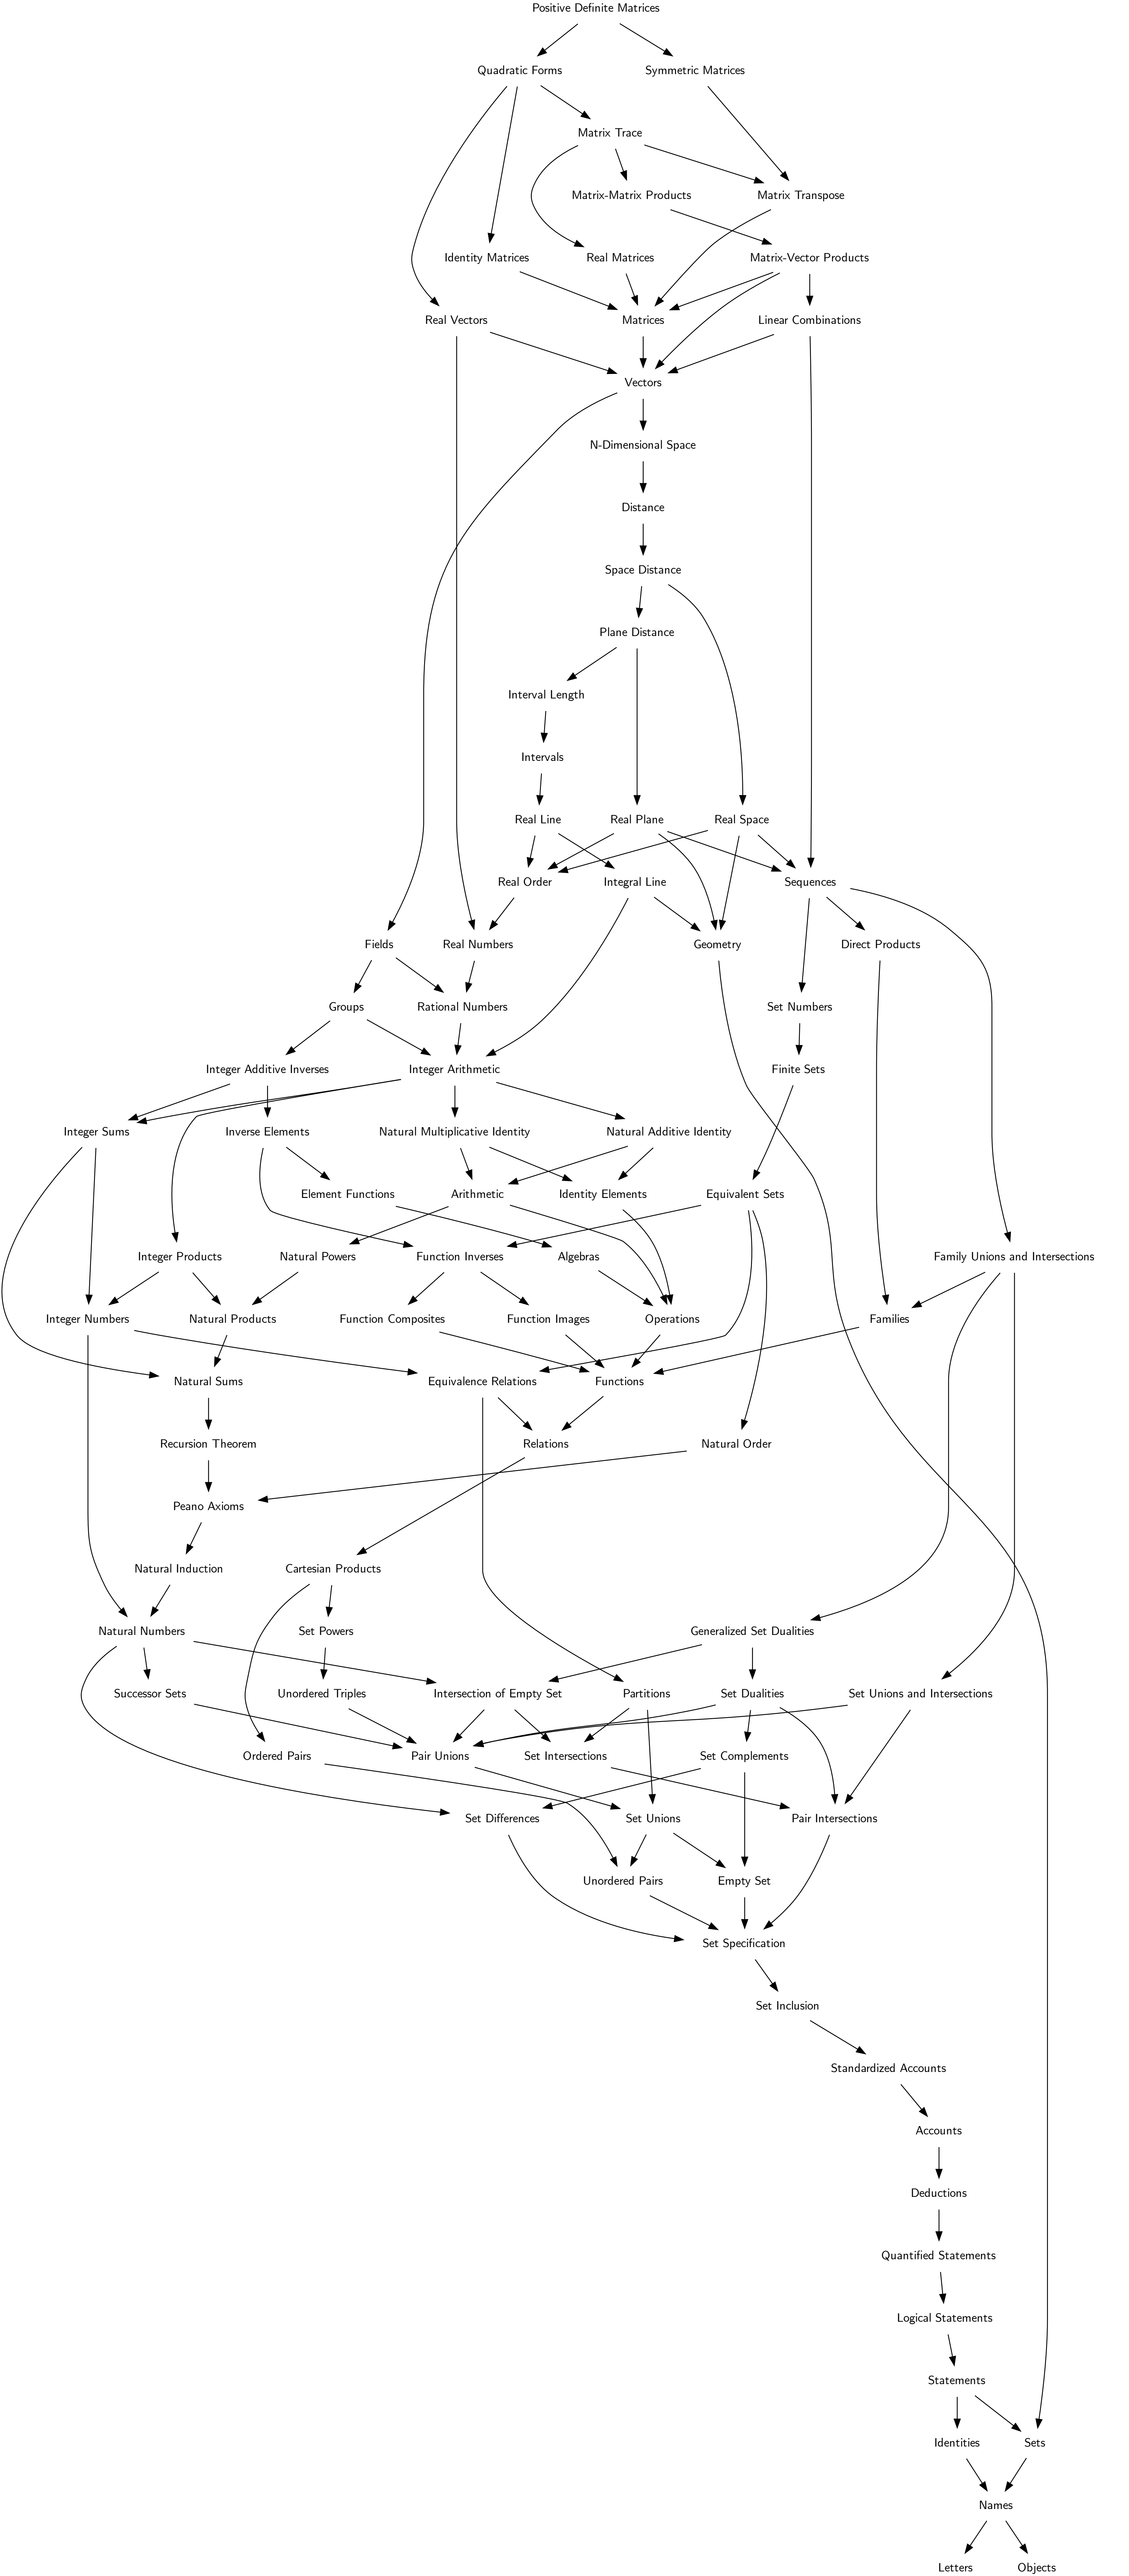 Positive Definite Matrices
Quadratic Forms
Symmetric Matrices
Matrix Trace
Matrix-Matrix Products
Matrix Transpose
Identity Matrices
Real Matrices
Matrix-Vector Products
Real Vectors
Matrices
Linear Combinations
Vectors
N-Dimensional Space
Distance
Space Distance
Plane Distance
Interval Length
Intervals
Real Line
Real Plane
Real Space
Real Order
Integral Line
Sequences
Fields
Real Numbers
Geometry
Direct Products
Groups
Rational Numbers
Set Numbers
Integer Additive Inverses
Integer Arithmetic
Finite Sets
Integer Sums
Inverse Elements
Natural Multiplicative Identity
Natural Additive Identity
Element Functions
Arithmetic
Identity Elements
Equivalent Sets
Integer Products
Natural Powers
Function Inverses
Algebras
Family Unions and Intersections
Integer Numbers
Natural Products
Function Composites
Function Images
Operations
Families
Natural Sums
Equivalence Relations
Functions
Recursion Theorem
Relations
Natural Order
Peano Axioms
Natural Induction
Cartesian Products
Natural Numbers
Set Powers
Generalized Set Dualities
Successor Sets
Unordered Triples
Intersection of Empty Set
Partitions
Set Dualities
Set Unions and Intersections
Ordered Pairs
Pair Unions
Set Intersections
Set Complements
Set Differences
Set Unions
Pair Intersections
Unordered Pairs
Empty Set
Set Specification
Set Inclusion
Standardized Accounts
Accounts
Deductions
Quantified Statements
Logical Statements
Statements
Identities
Sets
Names
Letters
Objects